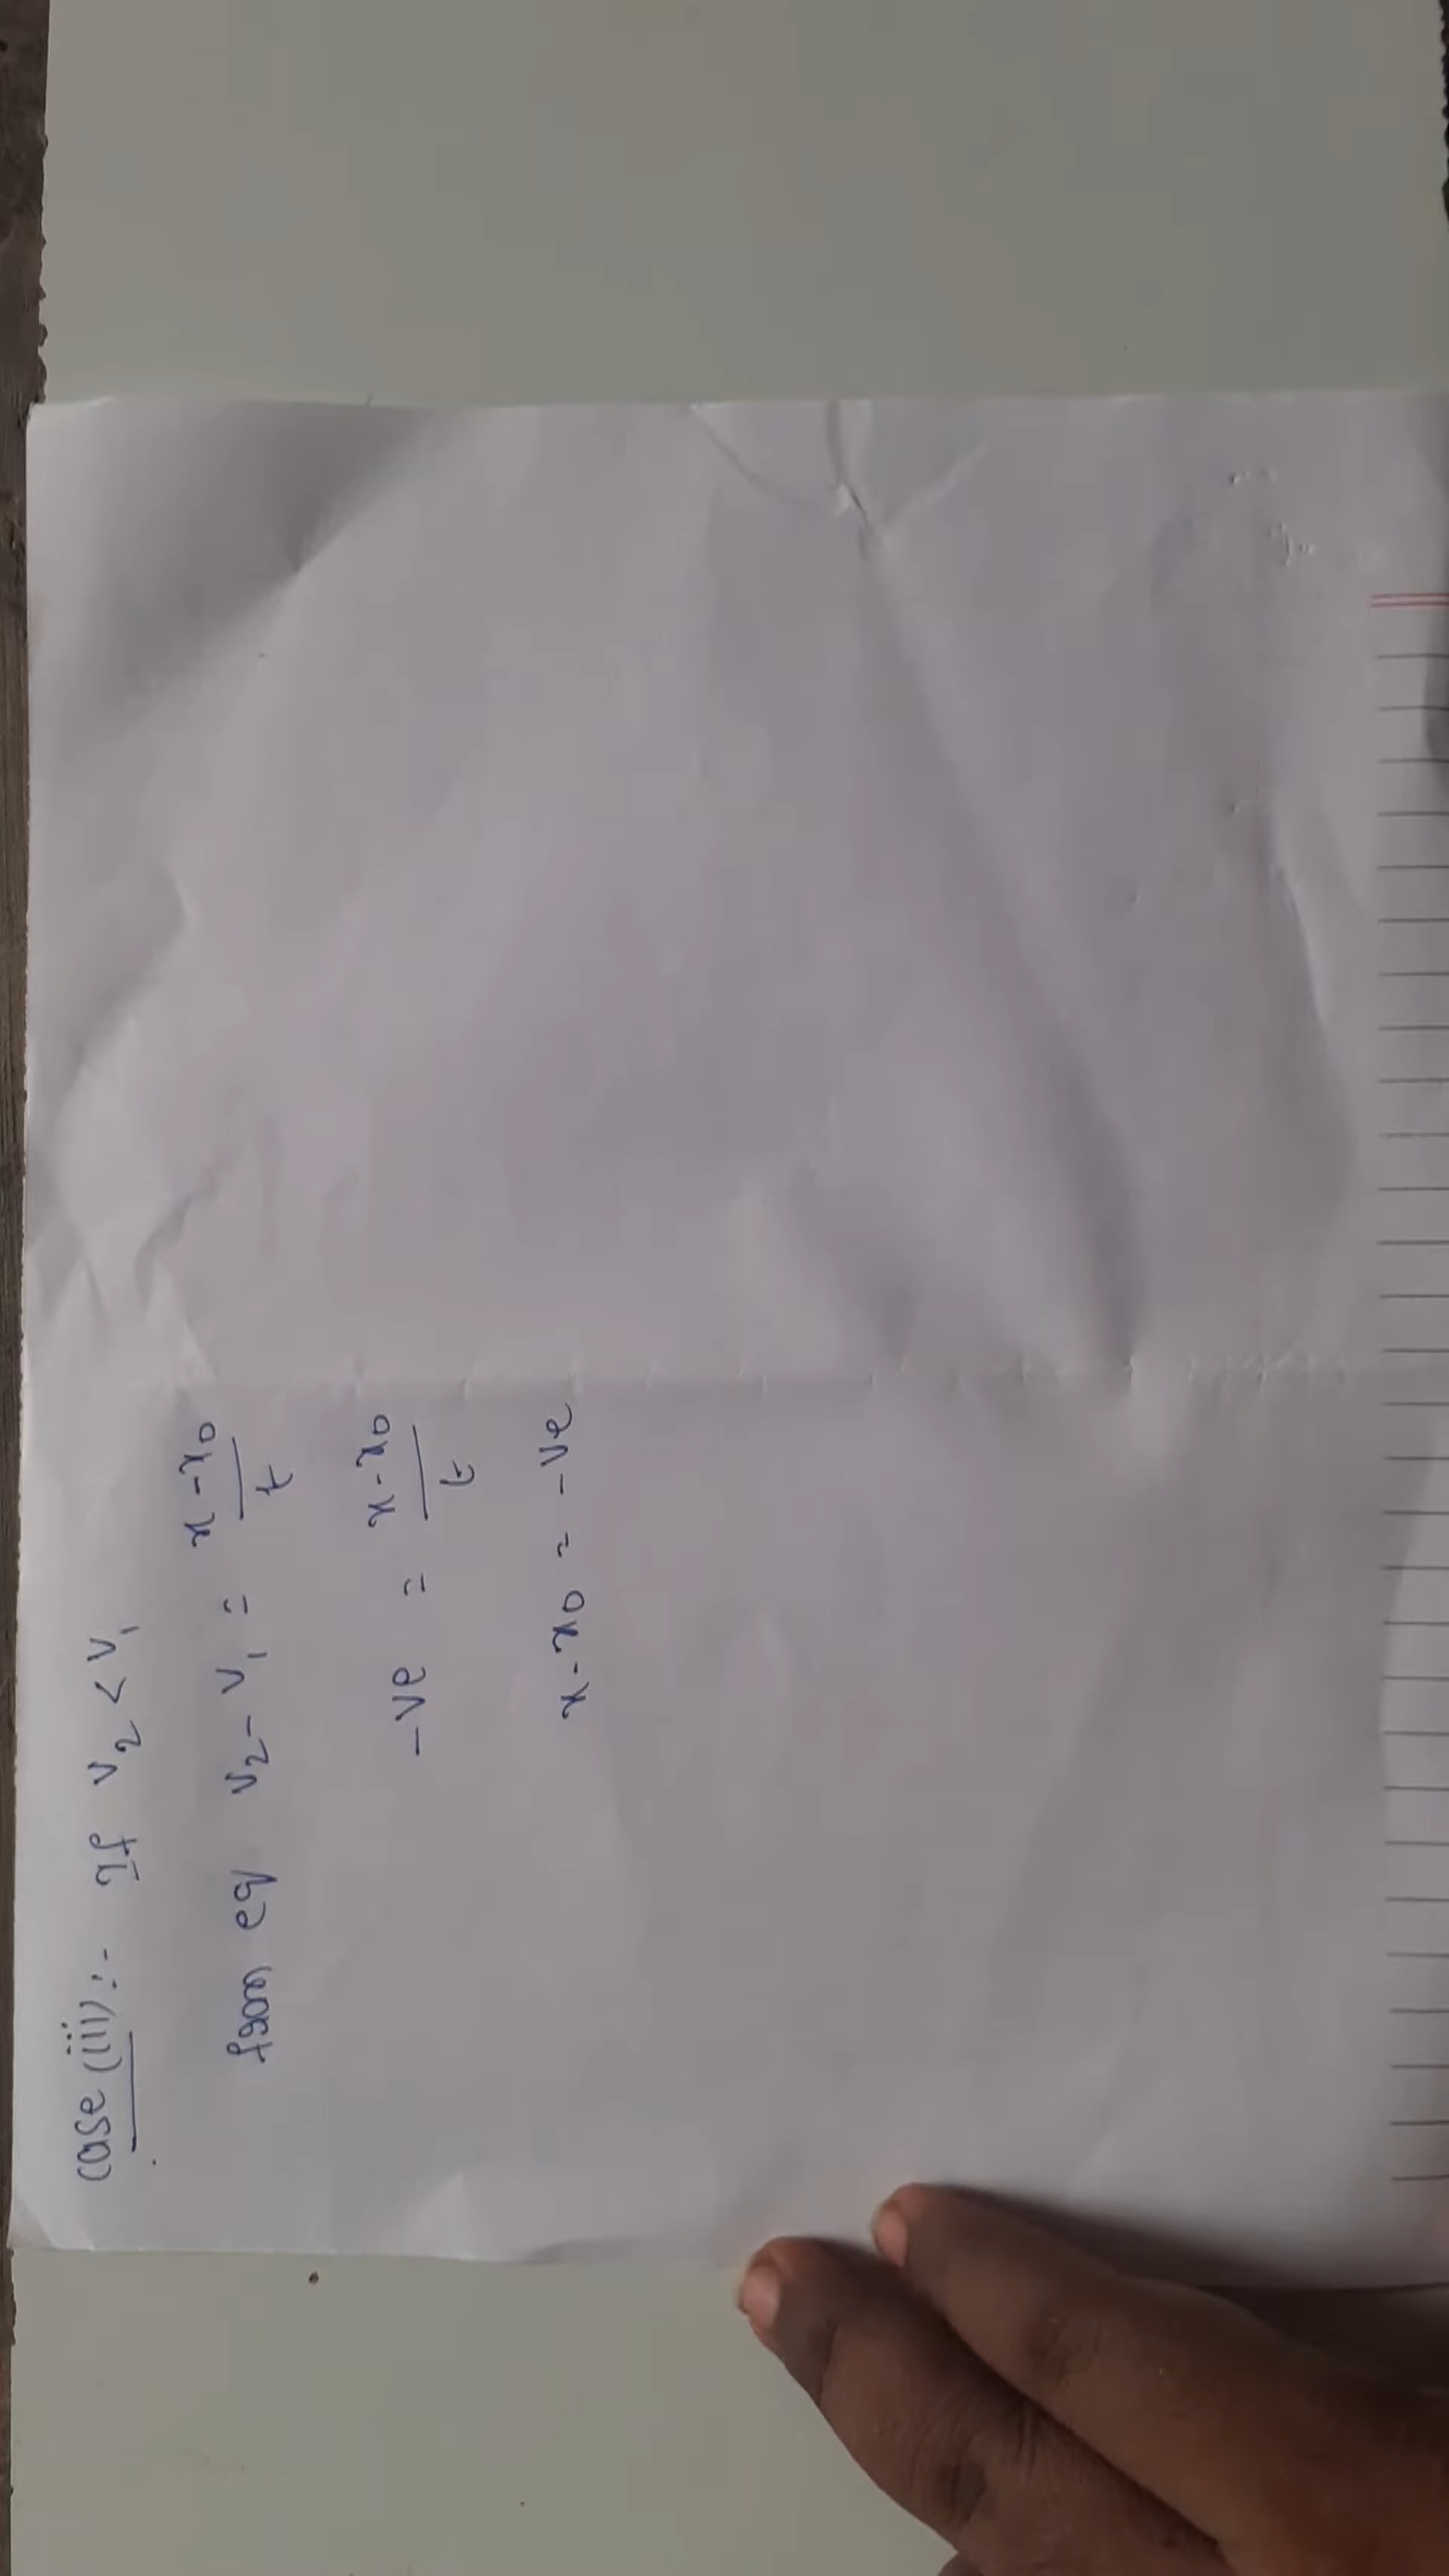 case (iii):- If v₂ < v₁
from eq v₂ - v₁ = (x - x₀)/t
-ve = (x - x₀)/t
x - x₀ = -ve